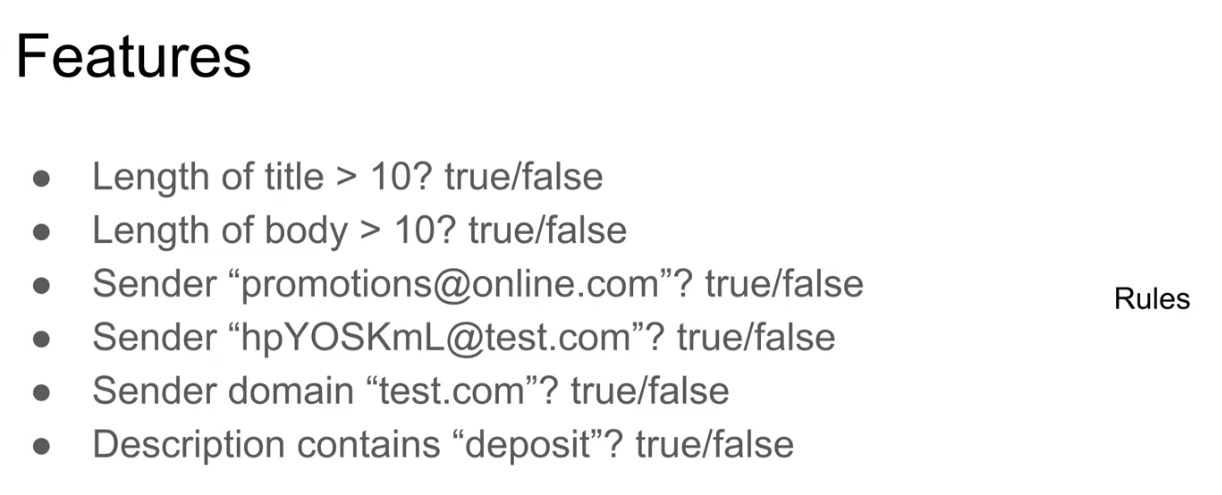 Features
● Length of title > 10? true/false
● Length of body > 10? true/false
● Sender “promotions@online.com”? true/false
● Sender “hpYOSKmL@test.com”? true/false
● Sender domain “test.com”? true/false
● Description contains “deposit”? true/false
Rules